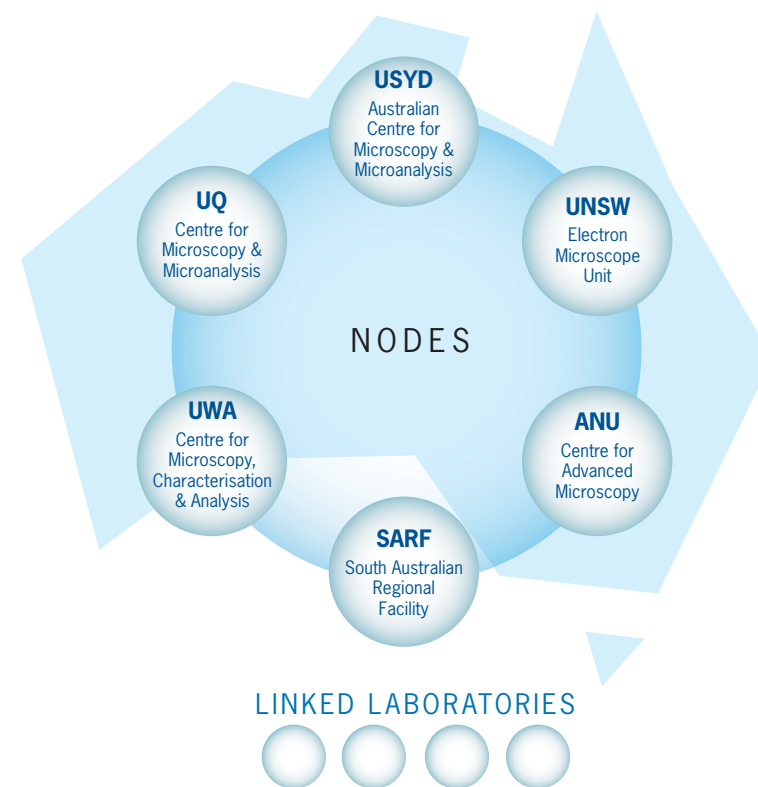 USYD
Australian
Centre for
Microscopy &
Microanalysis
UQ
Centre for
Microscopy &
Microanalysis
UNSW
Electron
Microscope
Unit
NODES
UWA
Centre for
Microscopy,
Characterisation
& Analysis
ANU
Centre for
Advanced
Microscopy
SARF
South Australian
Regional
Facility
LINKED LABORATORIES